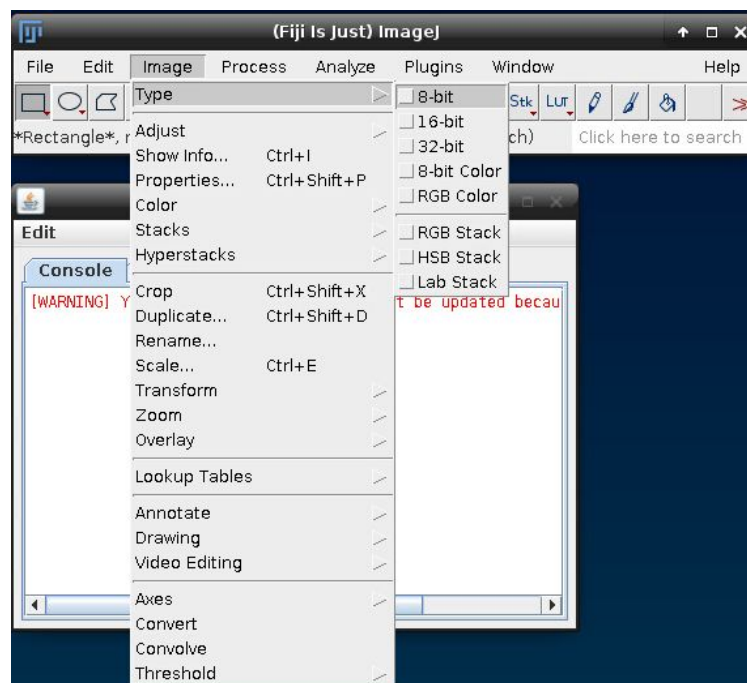 (Fiji Is Just) ImageJ
File Edit Image Process Analyze Plugins Window Help
Stk LUT
*Rectangle*, r ch) Click here to search
Type
Adjust
Show Info... Ctrl+I
Properties... Ctrl+Shift+P
Color
Stacks
Hyperstacks
Crop Ctrl+Shift+X
Duplicate... Ctrl+Shift+D
Rename...
Scale... Ctrl+E
Transform
Zoom
Overlay
Lookup Tables
Annotate
Drawing
Video Editing
Axes
Convert
Convolve
Threshold
8-bit
16-bit
32-bit
8-bit Color
RGB Color
RGB Stack
HSB Stack
Lab Stack
Edit
Console
[WARNING] Y t be updated becau